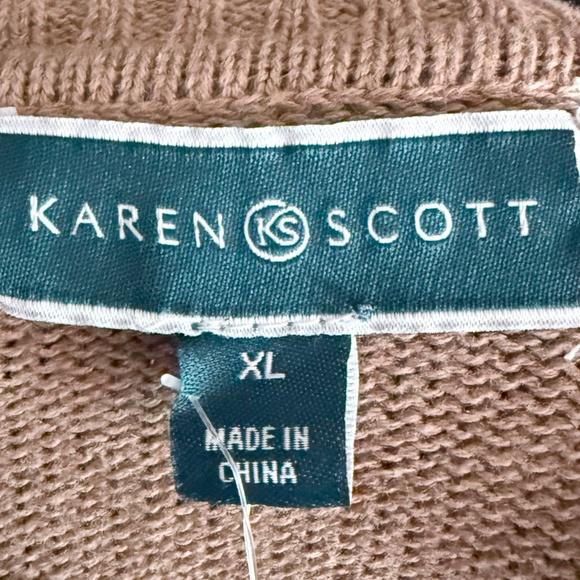 KAREN KS SCOTT
XL
MADE IN
CHINA